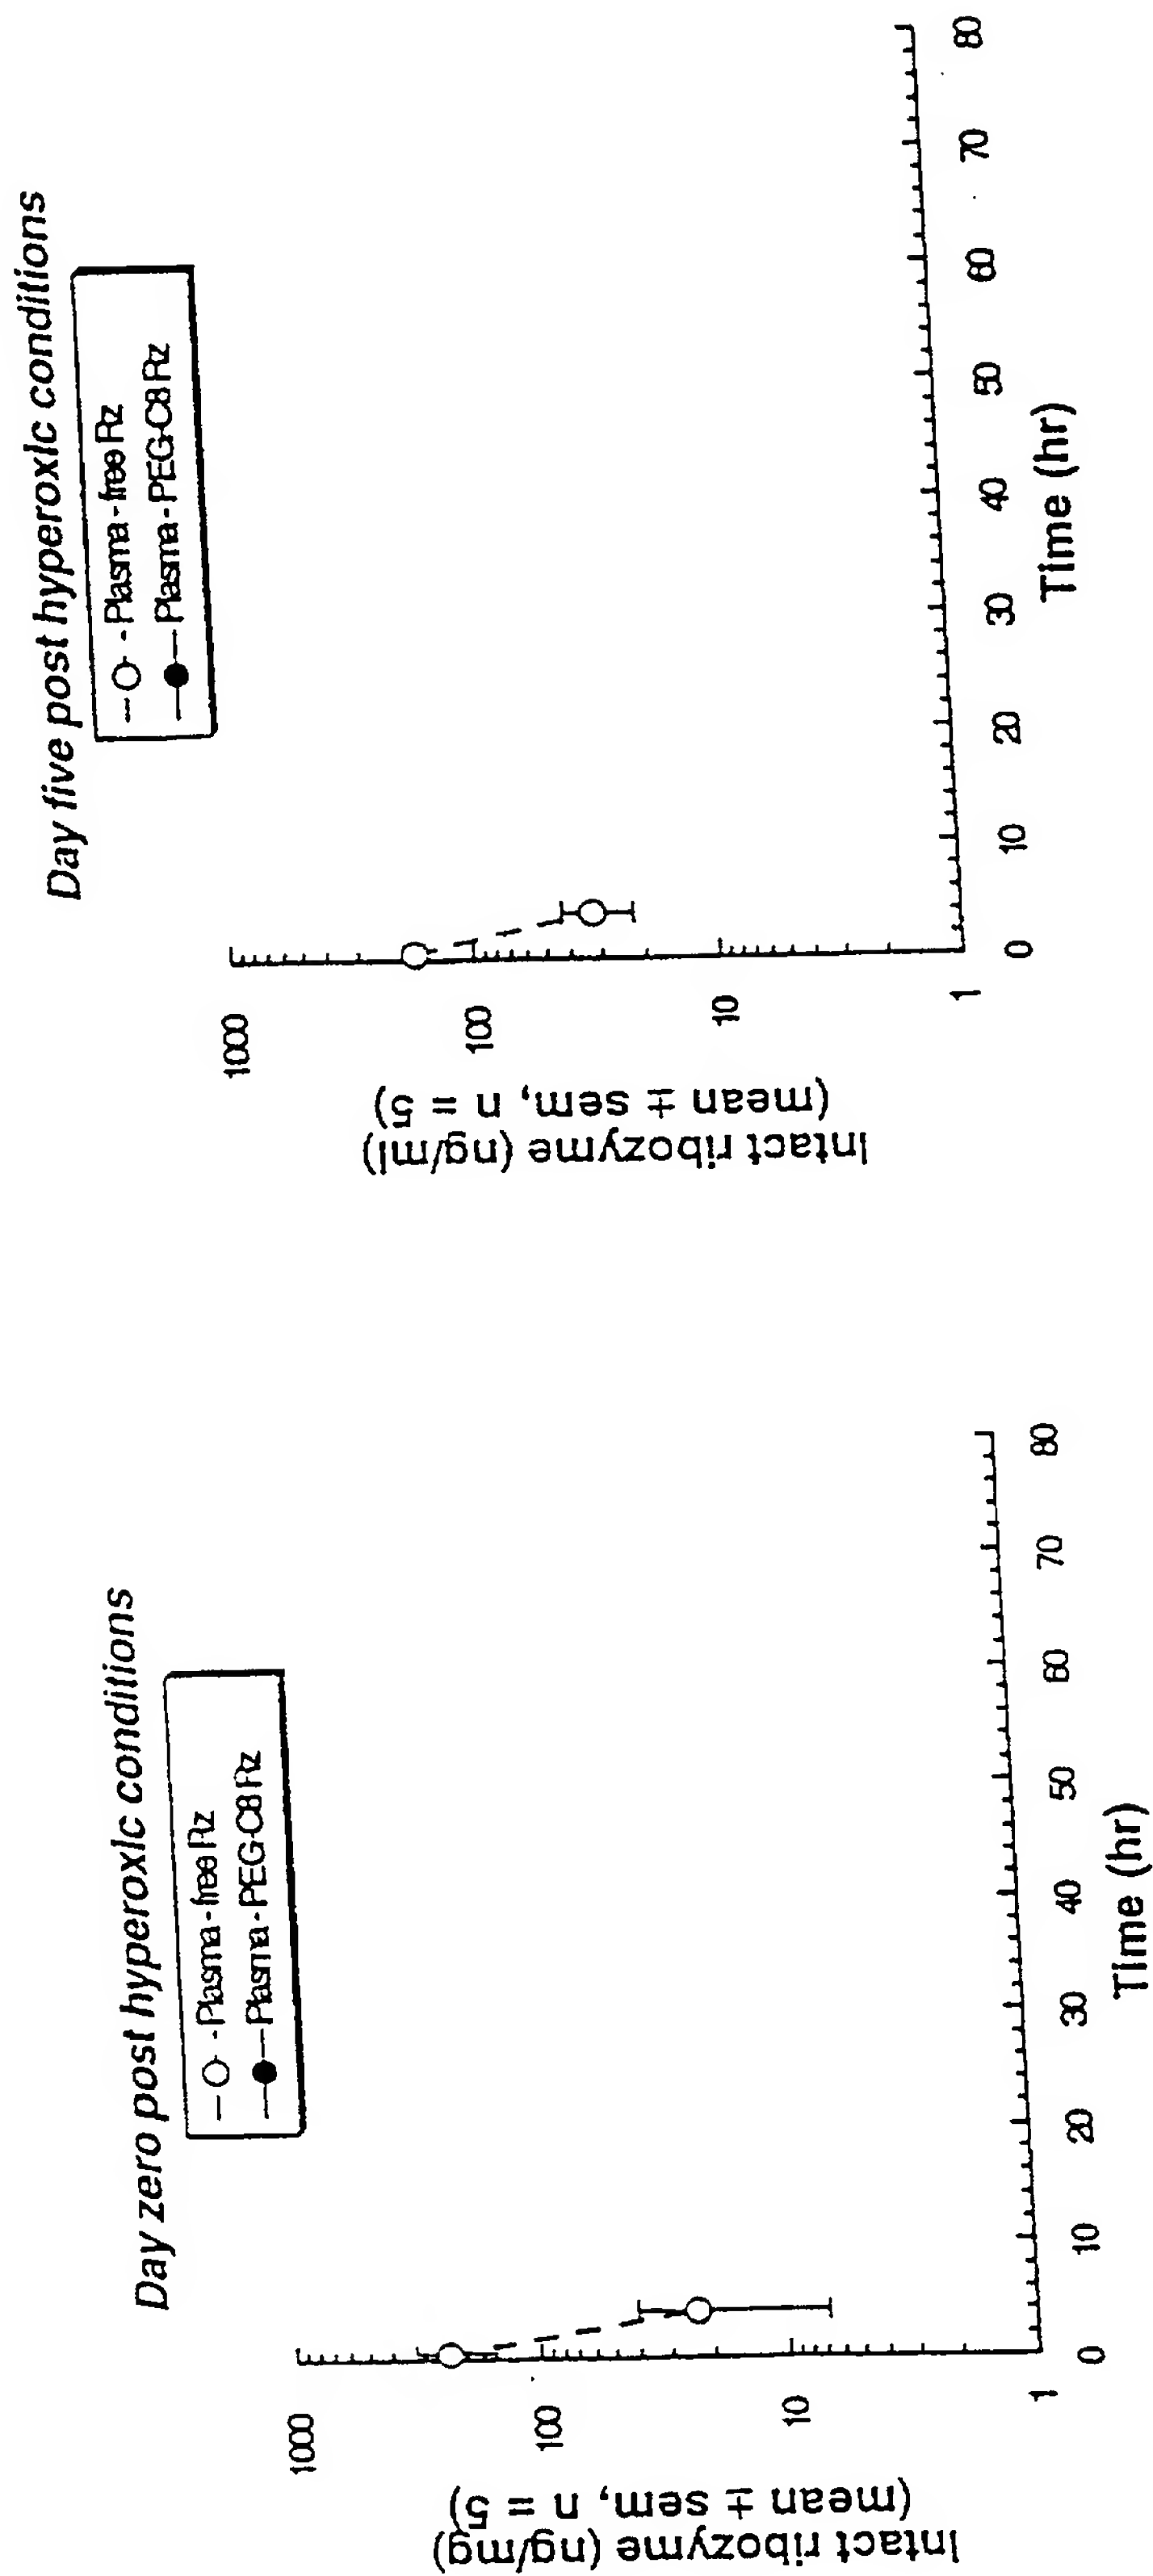 Day zero post hyperoxic conditions
-○- Plasma - free Rz
-●- Plasma - PEG-C8 Rz
Intact ribozyme (ng/mg)
(mean ± sem, n = 5)
1000
100
10
1
0 10 20 30 40 50 60 70 80
Time (hr)
Day five post hyperoxic conditions
-○- Plasma - free Rz
-●- Plasma - PEG-C8 Rz
Intact ribozyme (ng/ml)
(mean ± sem, n = 5)
1000
100
10
1
0 10 20 30 40 50 60 70 80
Time (hr)